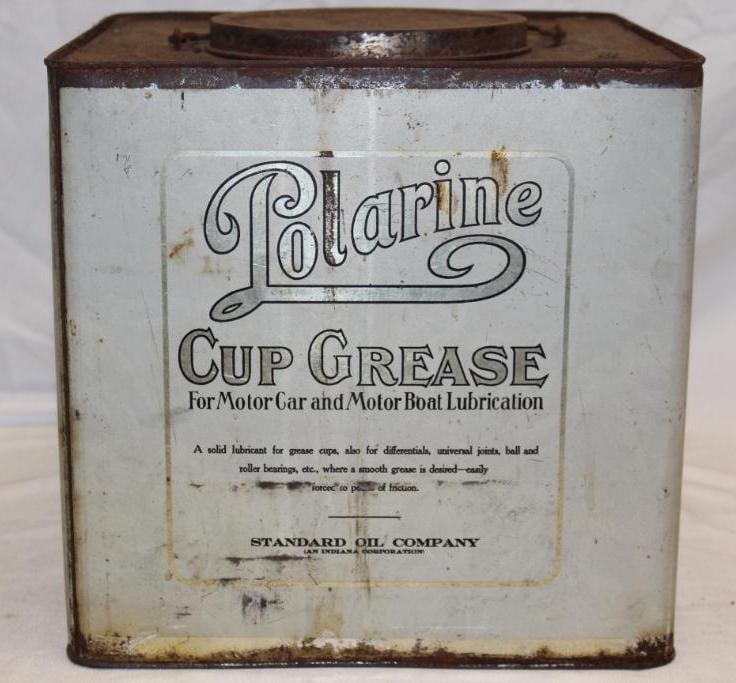 Polarine
CUP GREASE
For Motor Car and Motor Boat Lubrication
A solid lubricant for grease cups, also for differentials, universal joints, ball and
roller bearings, etc., where a smooth grease is desired—easily
forced to of friction.
STANDARD OIL COMPANY
(AN INDIANA CORPORATION)